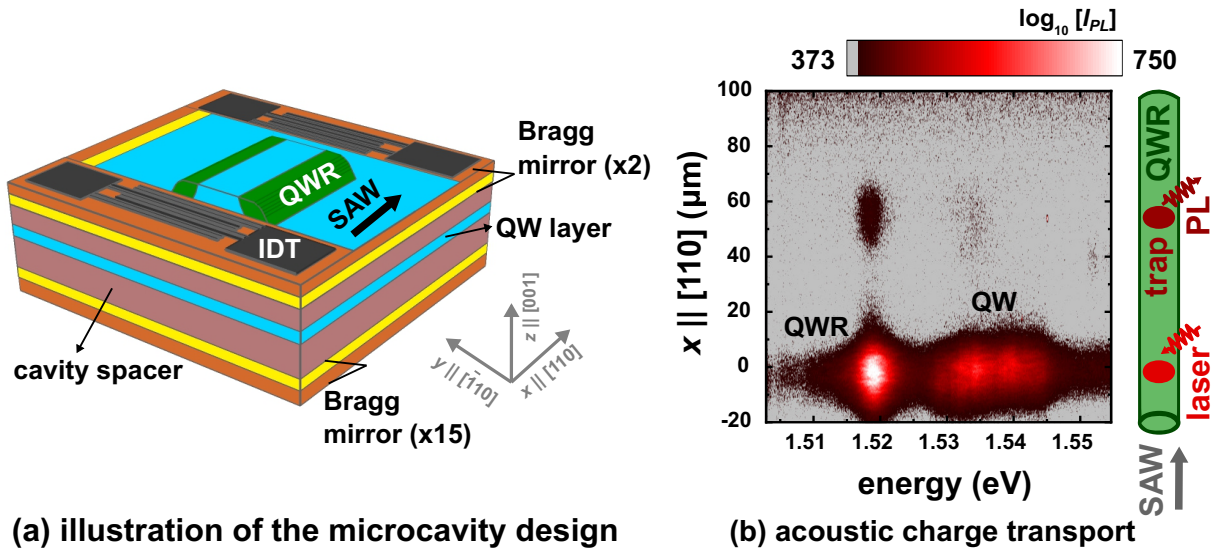 QWR
SAW
IDT
Bragg
mirror (x2)
QW layer
cavity spacer
Bragg
mirror (x15)
z || [001]
y || [1̄10]
x || [110]
(a) illustration of the microcavity design
log₁₀ [I_PL]
373
750
100
80
60
40
20
0
-20
x || [110] (µm)
QWR
QW
1.51
1.52
1.53
1.54
1.55
energy (eV)
QWR
trap
PL
laser
SAW
(b) acoustic charge transport